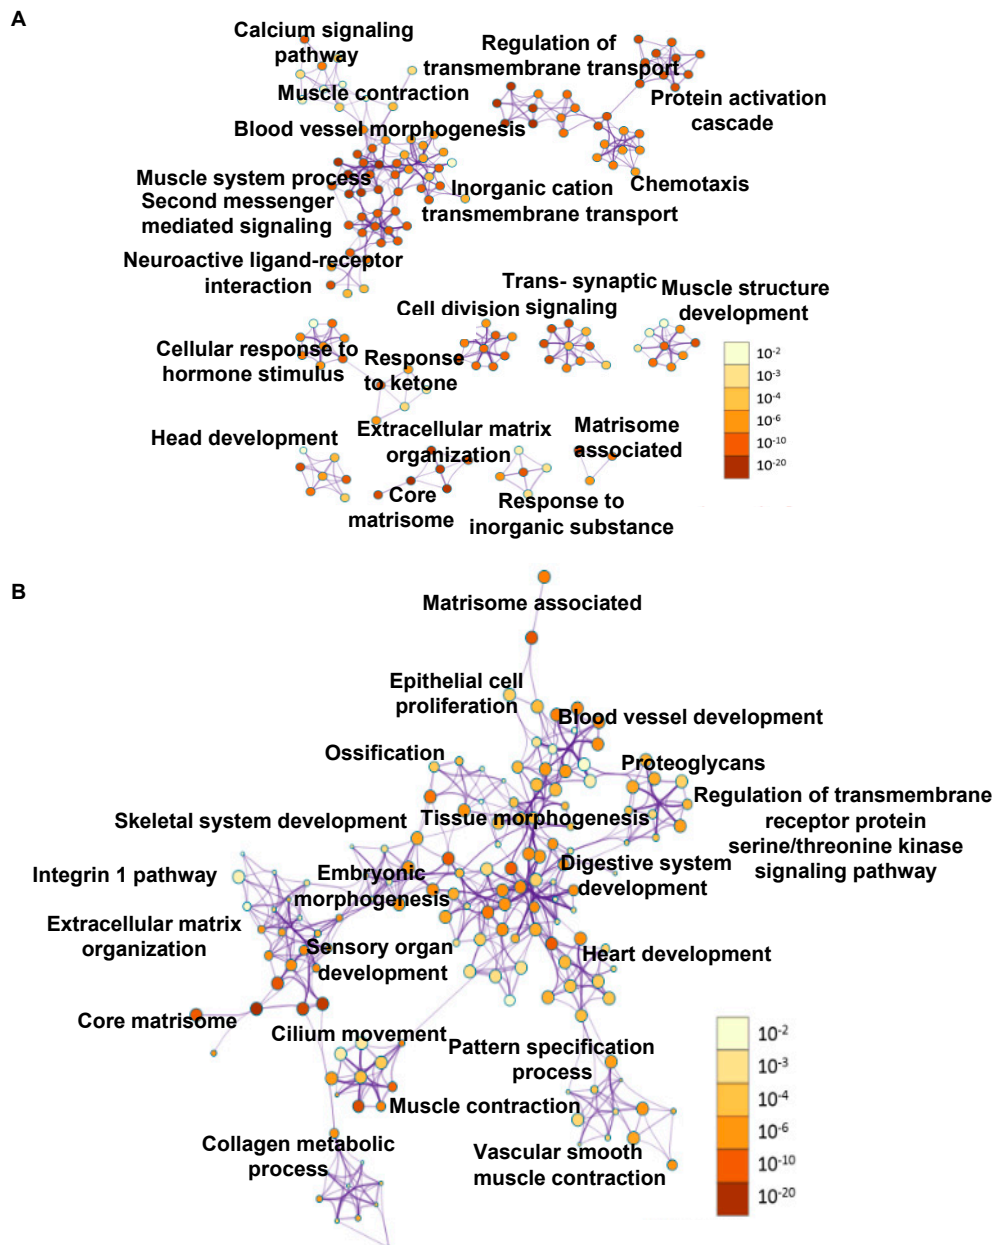 A
Calcium signaling
pathway
Regulation of
transmembrane transport
Muscle contraction
Protein activation
cascade
Blood vessel morphogenesis
Muscle system process
Inorganic cation
transmembrane transport
Chemotaxis
Second messenger
mediated signaling
Neuroactive ligand-receptor
interaction
Cell division
Trans- synaptic
signaling
Muscle structure
development
Cellular response to
hormone stimulus
Response
to ketone
10-2
10-3
10-4
10-6
10-10
10-20
Head development
Extracellular matrix
organization
Matrisome
associated
Core
matrisome
Response to
inorganic substance
B
Matrisome associated
Epithelial cell
proliferation
Blood vessel development
Ossification
Proteoglycans
Regulation of transmembrane
receptor protein
serine/threonine kinase
signaling pathway
Skeletal system development
Tissue morphogenesis
Integrin 1 pathway
Embryonic
morphogenesis
Digestive system
development
Extracellular matrix
organization
Sensory organ
development
Heart development
Core matrisome
Cilium movement
Pattern specification
process
Muscle contraction
Collagen metabolic
process
Vascular smooth
muscle contraction
10-2
10-3
10-4
10-6
10-10
10-20